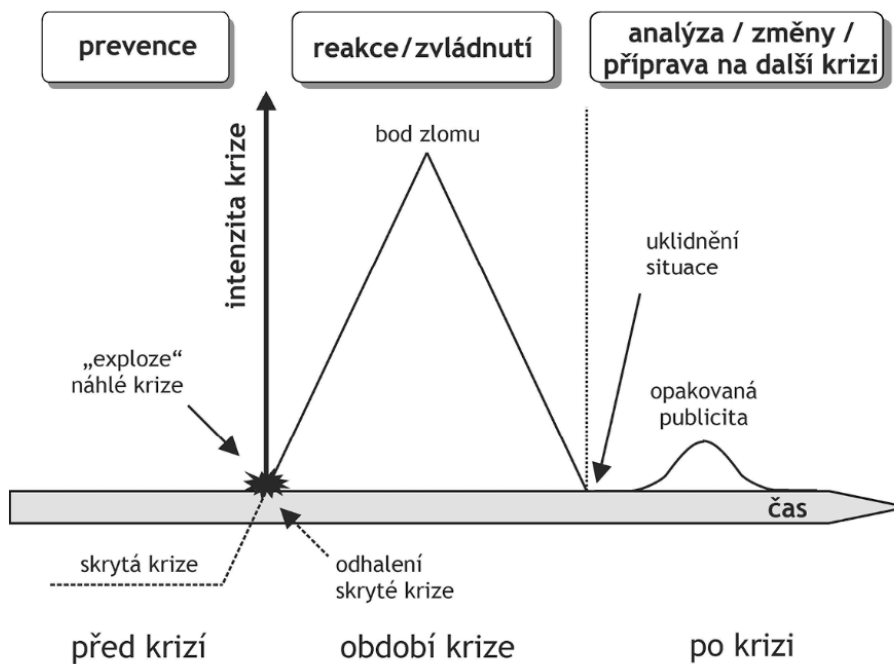 prevence
reakce/zvládnutí
analýza / změny /
příprava na další krizi
intenzita krize
bod zlomu
uklidnění
situace
„exploze“
náhlé krize
opakovaná
publicita
čas
skrytá krize
odhalení
skryté krize
před krizí
období krize
po krizi